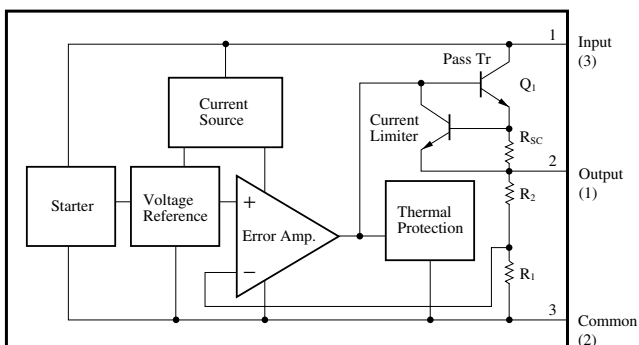 1
Input
(3)
Pass Tr
Q1
Current
Source
Current
Limiter
RSC
2
Output
(1)
R2
Starter
Voltage
Reference
+
Error Amp.
−
Thermal
Protection
R1
3
Common
(2)